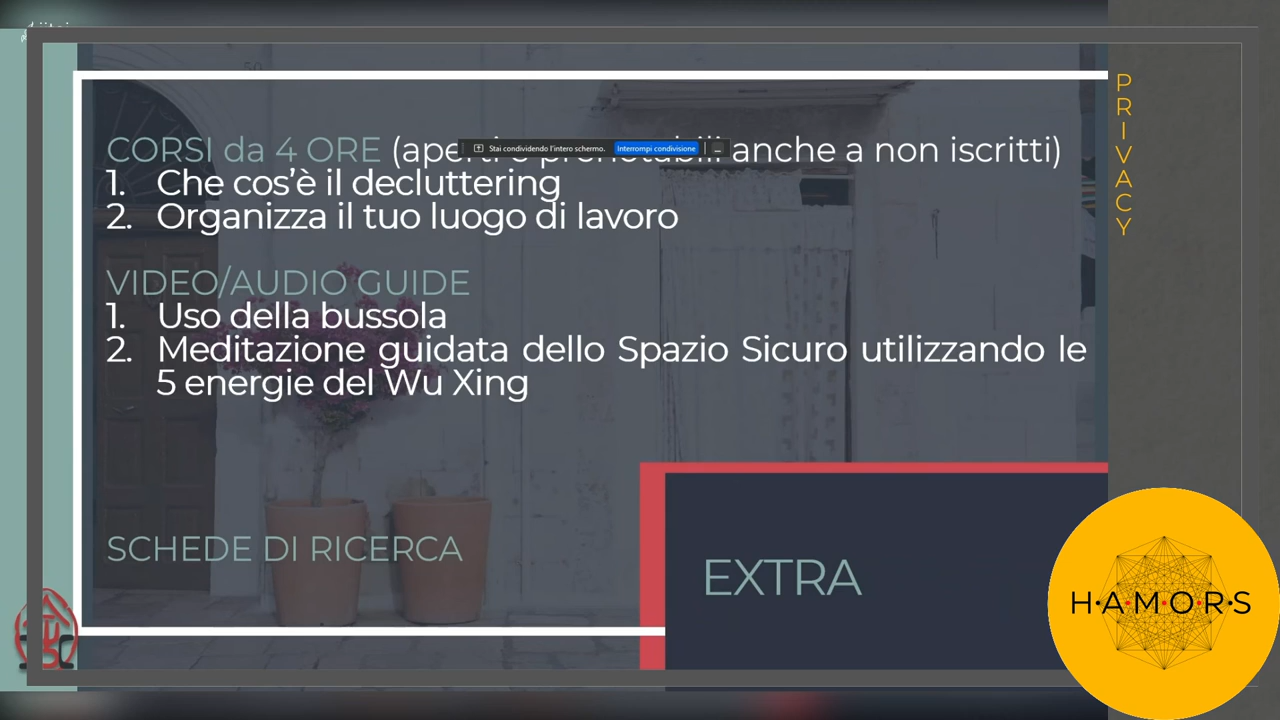 CORSI da 4 ORE (aperti e prenotabili anche a non iscritti)
Stai condividendo l'intero schermo. Interrompi condivisione
1. Che cos'è il decluttering
2. Organizza il tuo luogo di lavoro
VIDEO/AUDIO GUIDE
1. Uso della bussola
2. Meditazione guidata dello Spazio Sicuro utilizzando le
5 energie del Wu Xing
SCHEDE DI RICERCA
EXTRA
PRIVACY
H·A·M·O·R·S